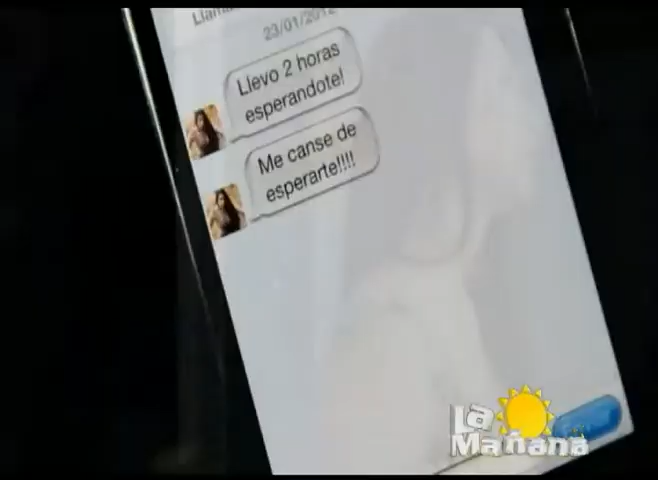 23/01/2012
Llevo 2 horas
esperandote!
Me canse de
esperarte!!!!
La
Mañana